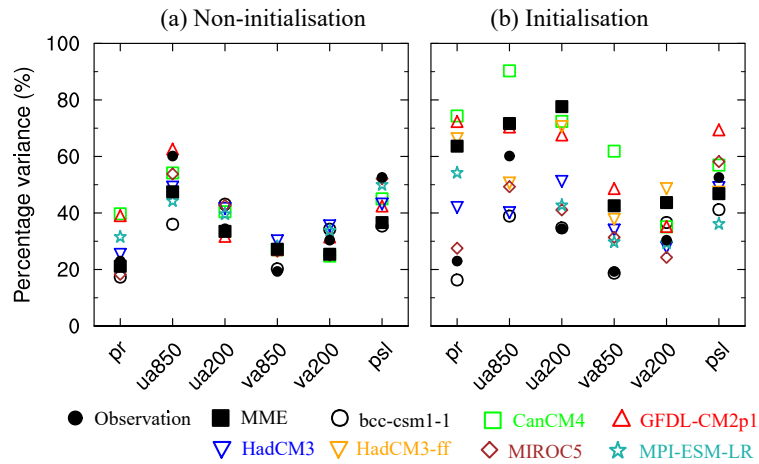 (a) Non-initialisation (b) Initialisation
Percentage variance (%)
100
80
60
40
20
0
pr ua850 ua200 va850 va200 psl pr ua850 ua200 va850 va200 psl
Observation MME bcc-csm1-1 CanCM4 GFDL-CM2p1
HadCM3 HadCM3-ff MIROC5 MPI-ESM-LR